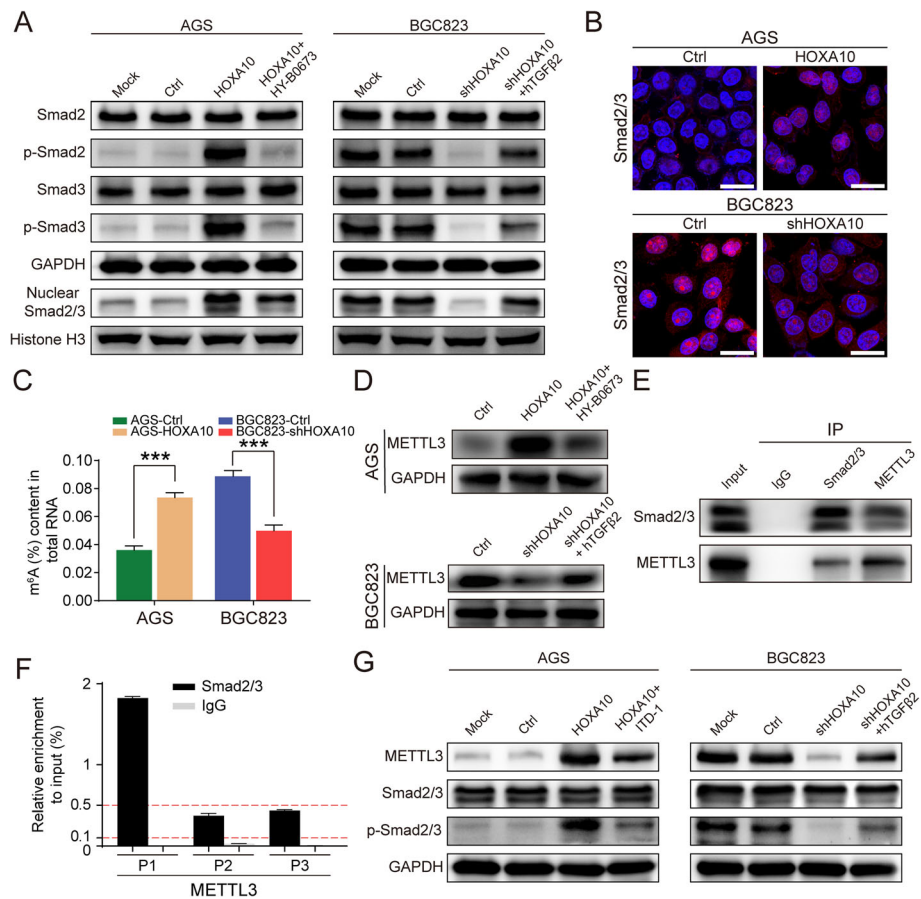 A
AGS
BGC823
Mock
Ctrl
HOXA10
HOXA10+
HY-B0673
Mock
Ctrl
shHOXA10
shHOXA10
+hTGFβ2
Smad2
p-Smad2
Smad3
p-Smad3
GAPDH
Nuclear
Smad2/3
Histone H3
B
AGS
Ctrl
HOXA10
Smad2/3
BGC823
Ctrl
shHOXA10
Smad2/3
C
AGS-Ctrl
AGS-HOXA10
BGC823-Ctrl
BGC823-shHOXA10
m⁶A (%) content in
total RNA
0.10
0.08
0.06
0.04
0.02
0.00
***
***
AGS
BGC823
D
Ctrl
HOXA10
HOXA10+
HY-B0673
AGS
METTL3
GAPDH
Ctrl
shHOXA10
shHOXA10
+ hTGFβ2
BGC823
METTL3
GAPDH
E
IP
Input
IgG
Smad2/3
METTL3
Smad2/3
METTL3
F
Smad2/3
IgG
Relative enrichment
to input (%)
2
1
0.5
0.1
0
P1
P2
P3
METTL3
G
AGS
BGC823
Mock
Ctrl
HOXA10
HOXA10+
ITD-1
Mock
Ctrl
shHOXA10
shHOXA10
+hTGFβ2
METTL3
Smad2/3
p-Smad2/3
GAPDH